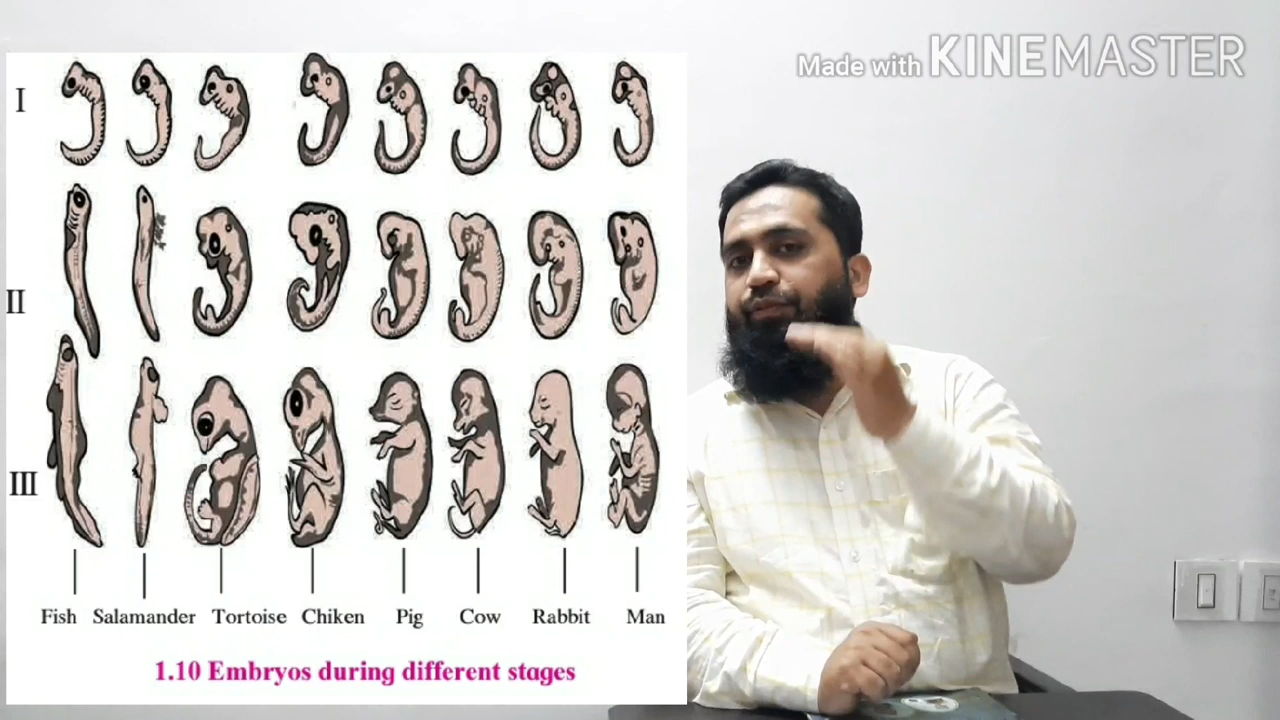 Made with KINEMASTER
I
II
III
Fish Salamander Tortoise Chiken Pig Cow Rabbit Man
1.10 Embryos during different stages